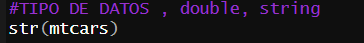 #TIPO DE DATOS , double, string
str(mtcars)